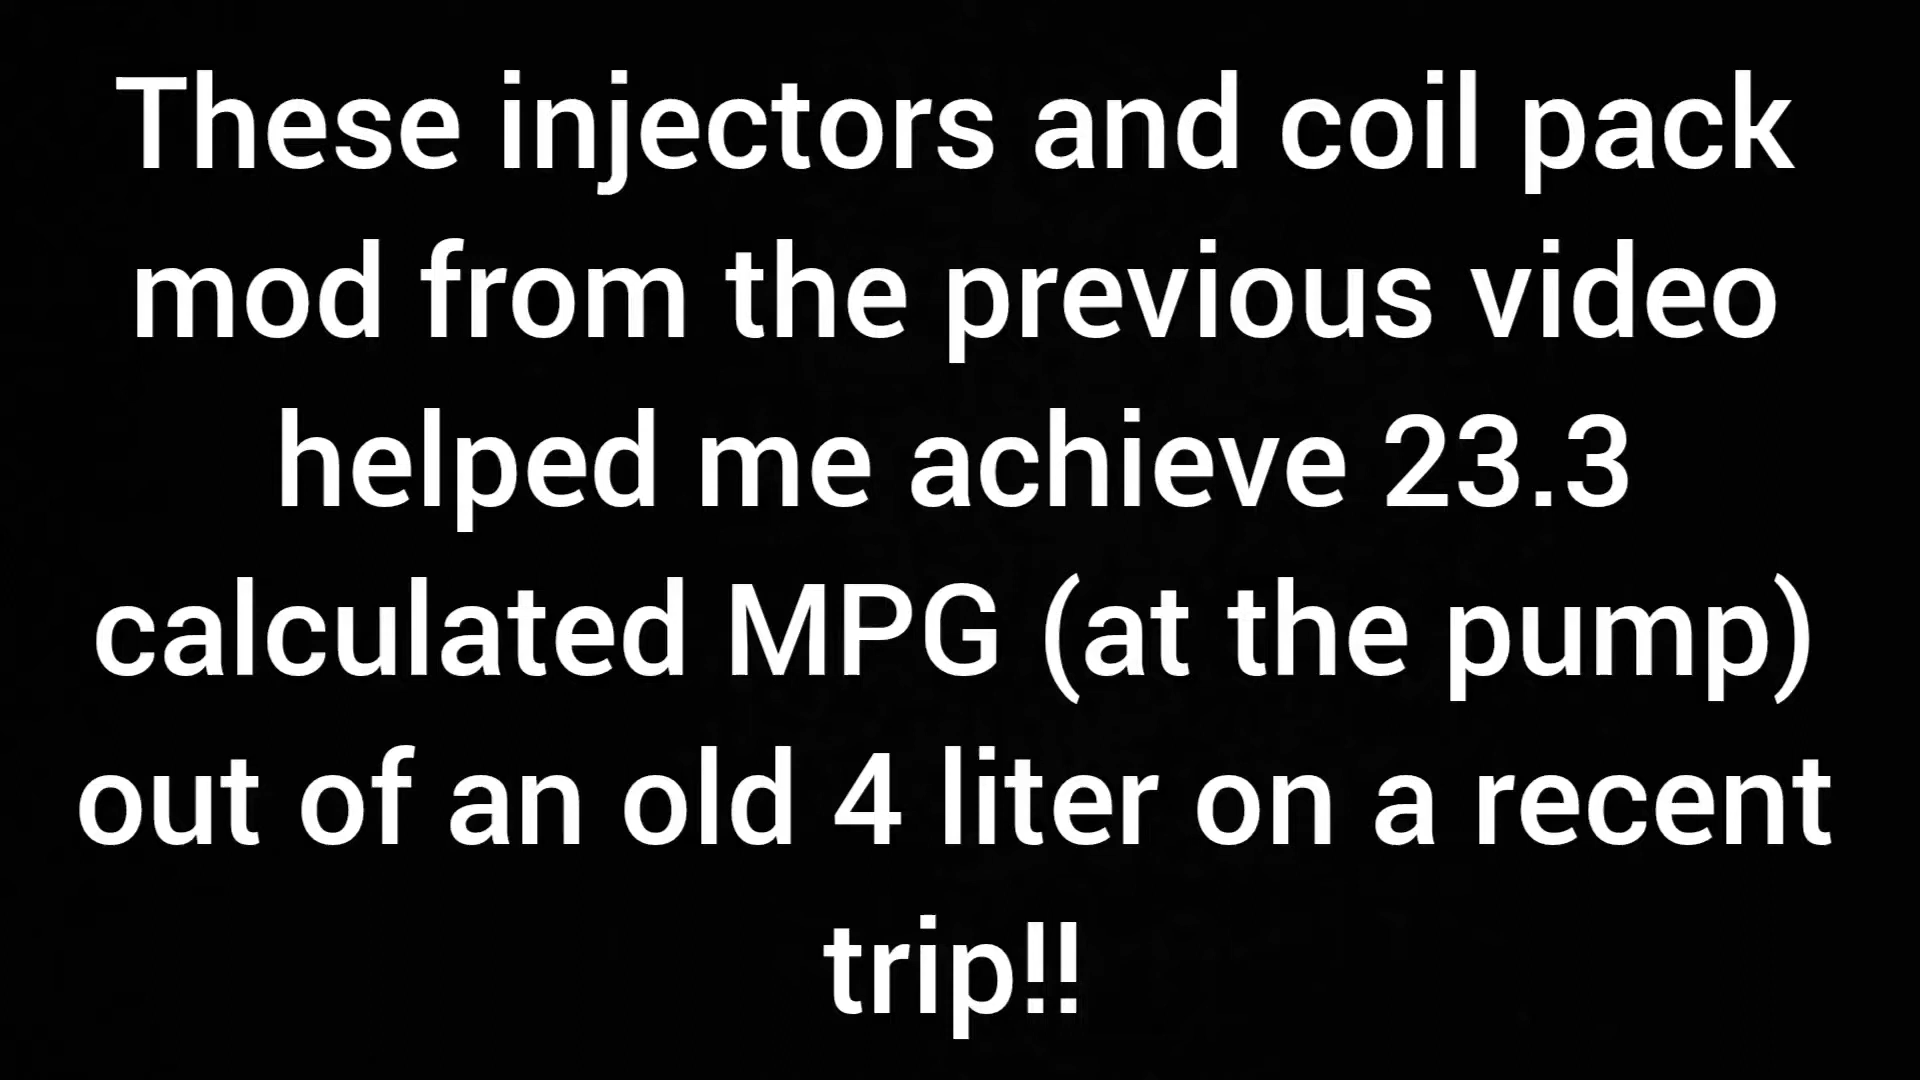 These injectors and coil pack
mod from the previous video
helped me achieve 23.3
calculated MPG (at the pump)
out of an old 4 liter on a recent
trip!!